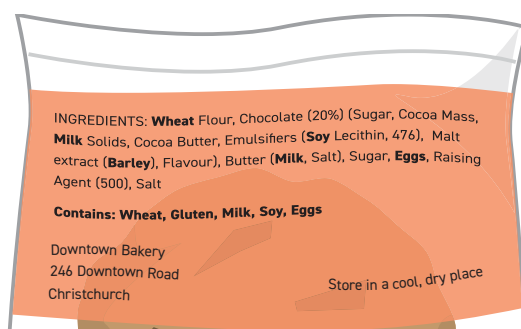 INGREDIENTS: Wheat Flour, Chocolate (20%) (Sugar, Cocoa Mass,
Milk Solids, Cocoa Butter, Emulsifiers (Soy Lecithin, 476), Malt
extract (Barley), Flavour), Butter (Milk, Salt), Sugar, Eggs, Raising
Agent (500), Salt
Contains: Wheat, Gluten, Milk, Soy, Eggs
Downtown Bakery
246 Downtown Road
Christchurch
Store in a cool, dry place